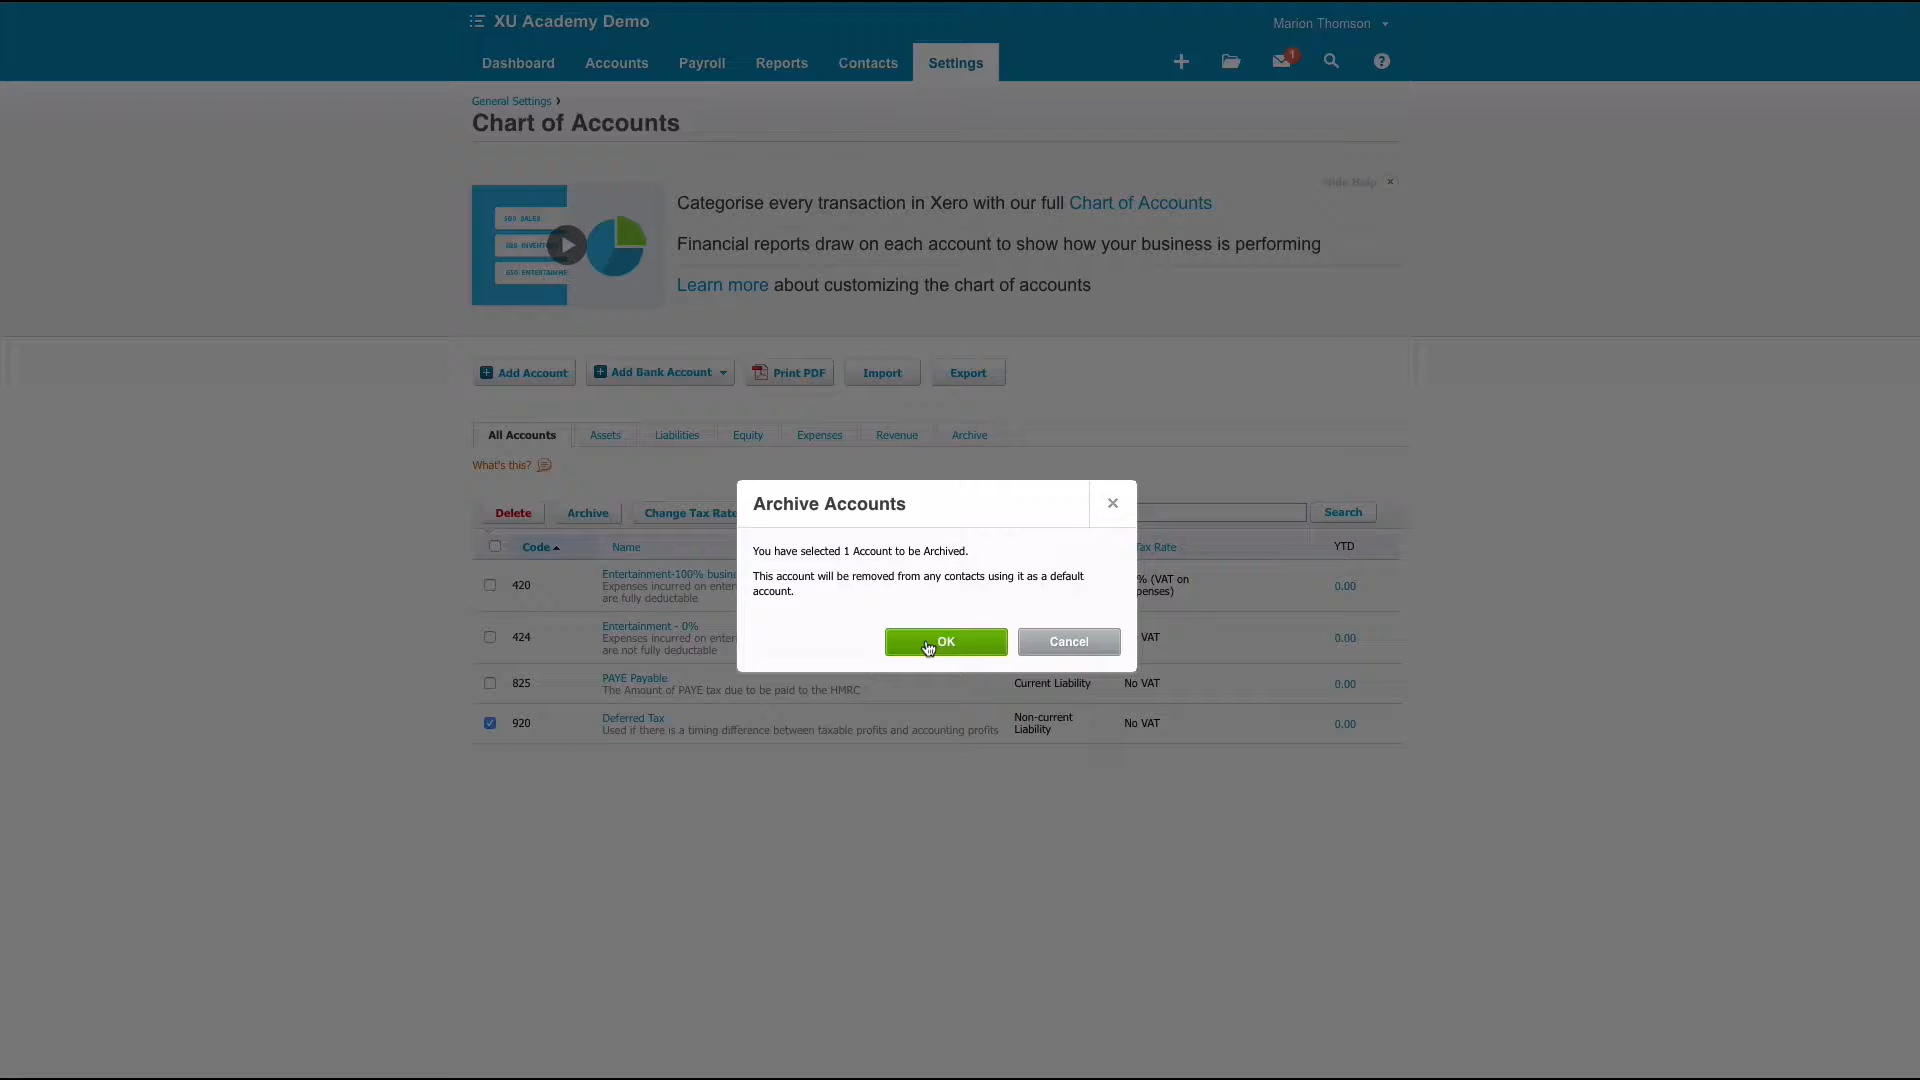 XU Academy Demo
Marion Thomson
Dashboard Accounts Payroll Reports Contacts Settings
1
?
General Settings ›
Chart of Accounts
Hide Help
Categorise every transaction in Xero with our full Chart of Accounts
Financial reports draw on each account to show how your business is performing
Learn more about customizing the chart of accounts
Add Account Add Bank Account Print PDF Import Export
All Accounts Assets Liabilities Equity Expenses Revenue Archive
What's this?
Delete Archive Change Tax Rate Search
Code Name Tax Rate YTD
420 Entertainment-100% busin % (VAT on 0.00
Expenses incurred on enter penses)
are fully deductable
424 Entertainment - 0% VAT 0.00
Expenses incurred on enter
are not fully deductable
825 PAYE Payable Current Liability No VAT 0.00
The Amount of PAYE tax due to be paid to the HMRC
920 Deferred Tax Non-current Liability No VAT 0.00
Used if there is a timing difference between taxable profits and accounting profits
Archive Accounts
You have selected 1 Account to be Archived.
This account will be removed from any contacts using it as a default
account.
OK Cancel